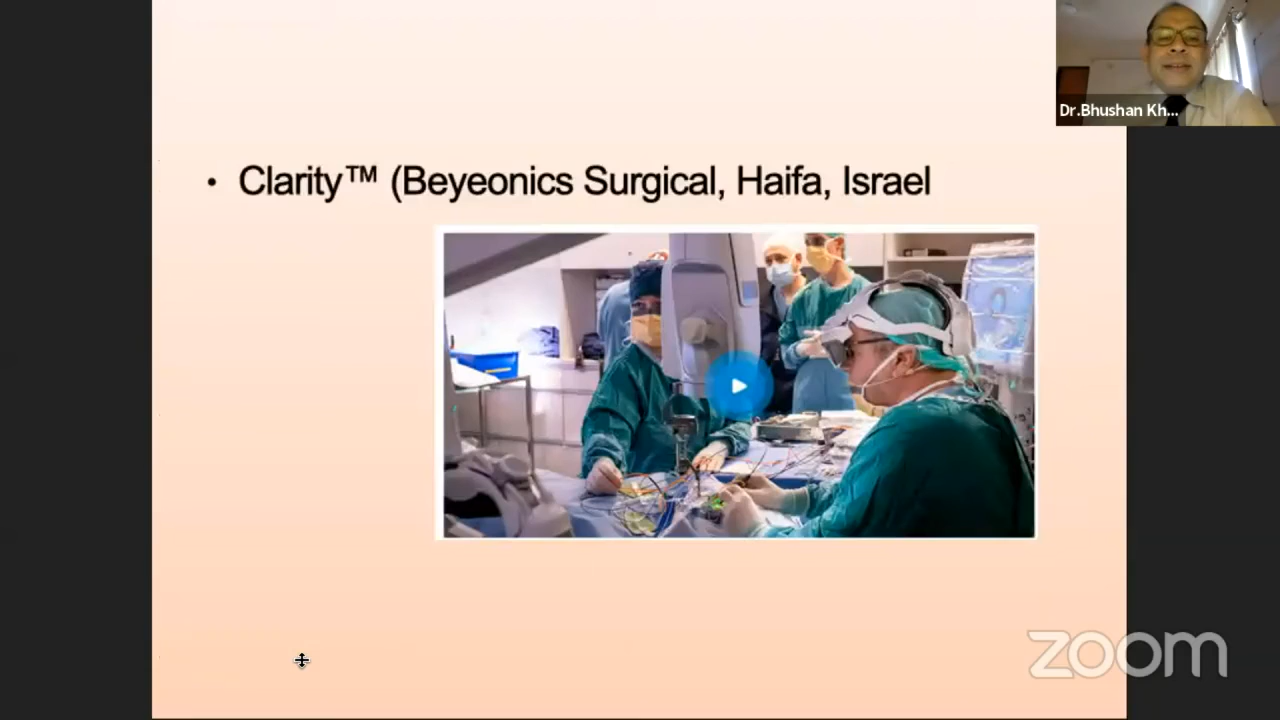 Dr.Bhushan Kh...
• Clarity™ (Beyeonics Surgical, Haifa, Israel
zoom